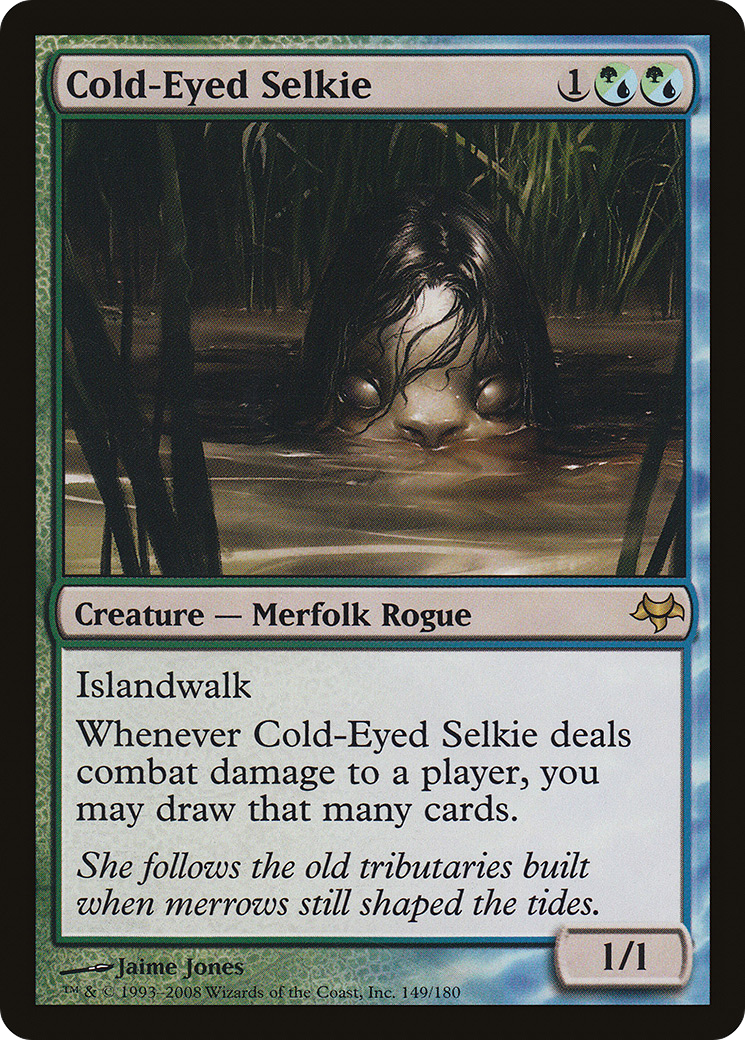 Cold-Eyed Selkie 1
Creature — Merfolk Rogue
Islandwalk
Whenever Cold-Eyed Selkie deals
combat damage to a player, you
may draw that many cards.
She follows the old tributaries built
when merrows still shaped the tides.
1/1
Jaime Jones
™ & © 1993–2008 Wizards of the Coast, Inc. 149/180